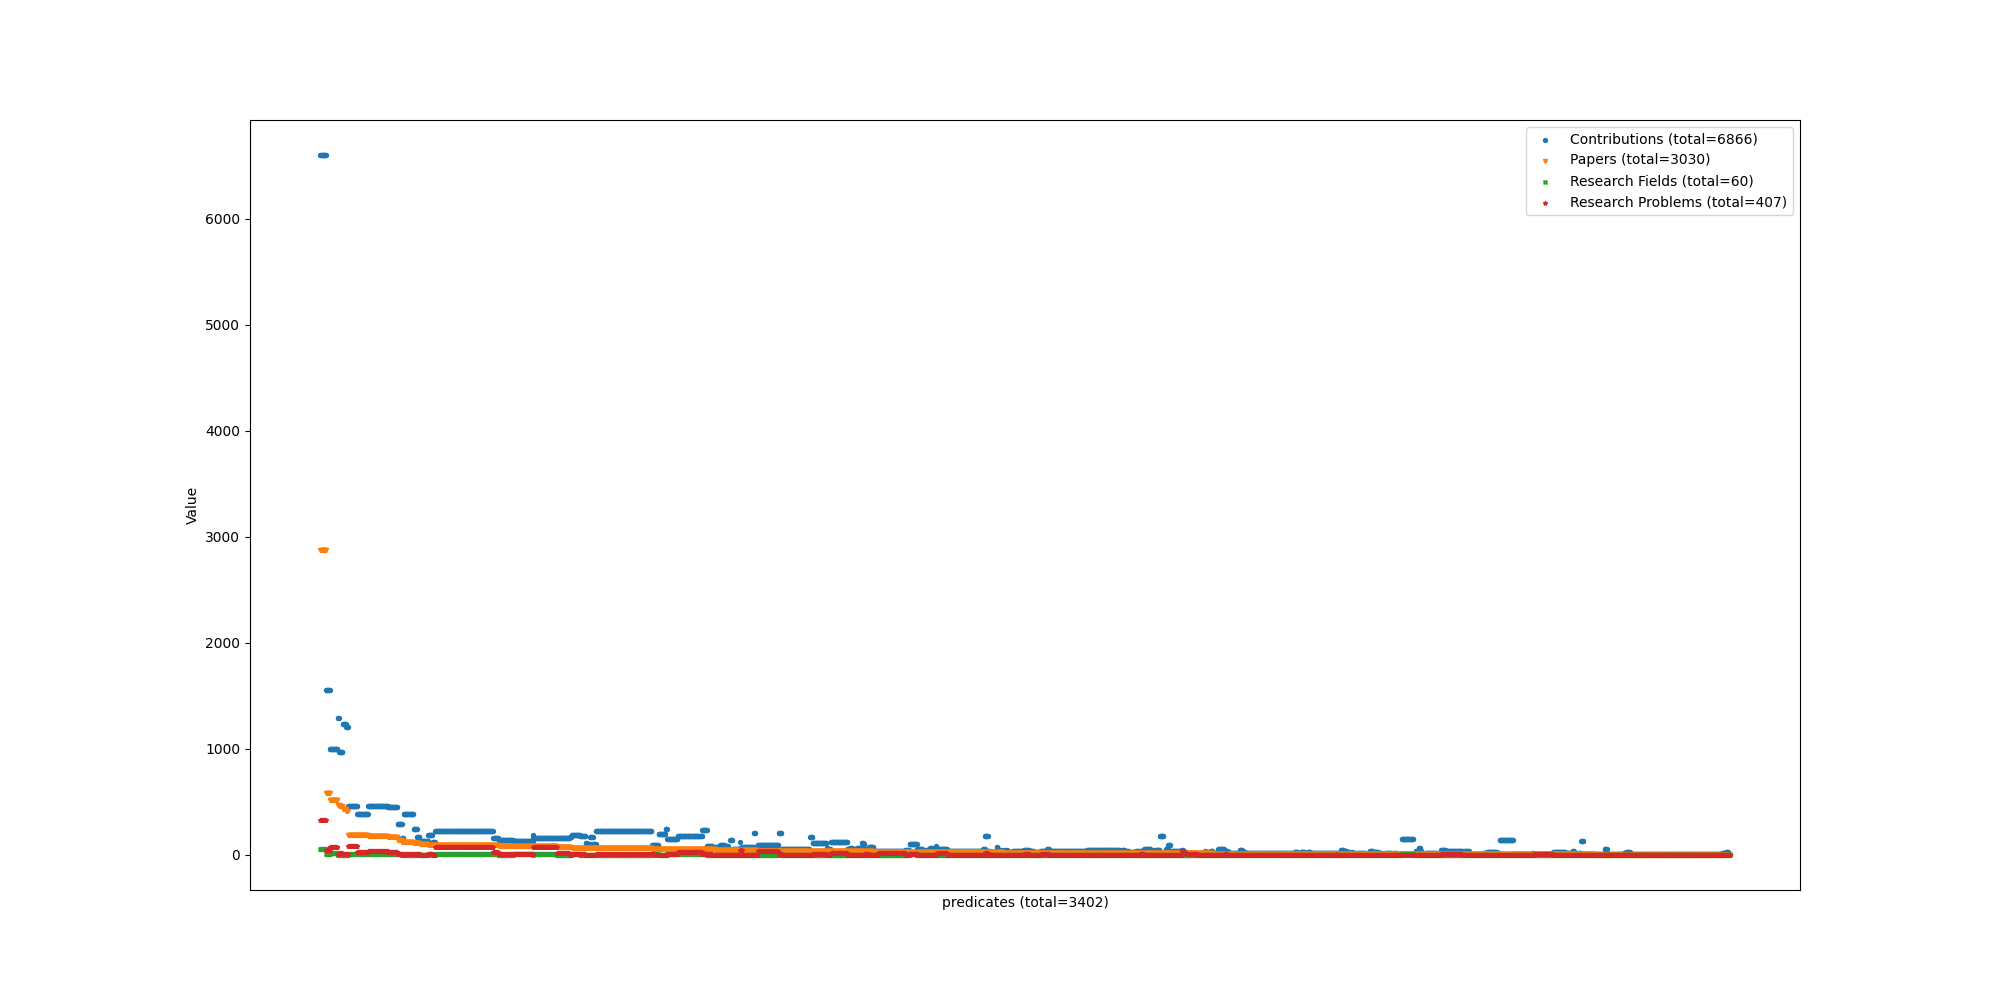 Contributions (total=6866)
Papers (total=3030)
Research Fields (total=60)
Research Problems (total=407)
6000
5000
4000
3000
2000
1000
0
Value
predicates (total=3402)